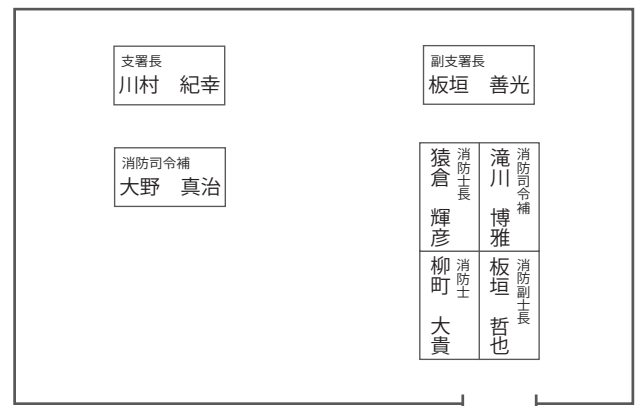 支署長
川村　紀幸
副支署長
板垣　善光
消防司令補
大野　真治
消防司令補
滝川　博雅
消防士長
猿倉　輝彦
消防副士長
板垣　哲也
消防士
柳町　大貴